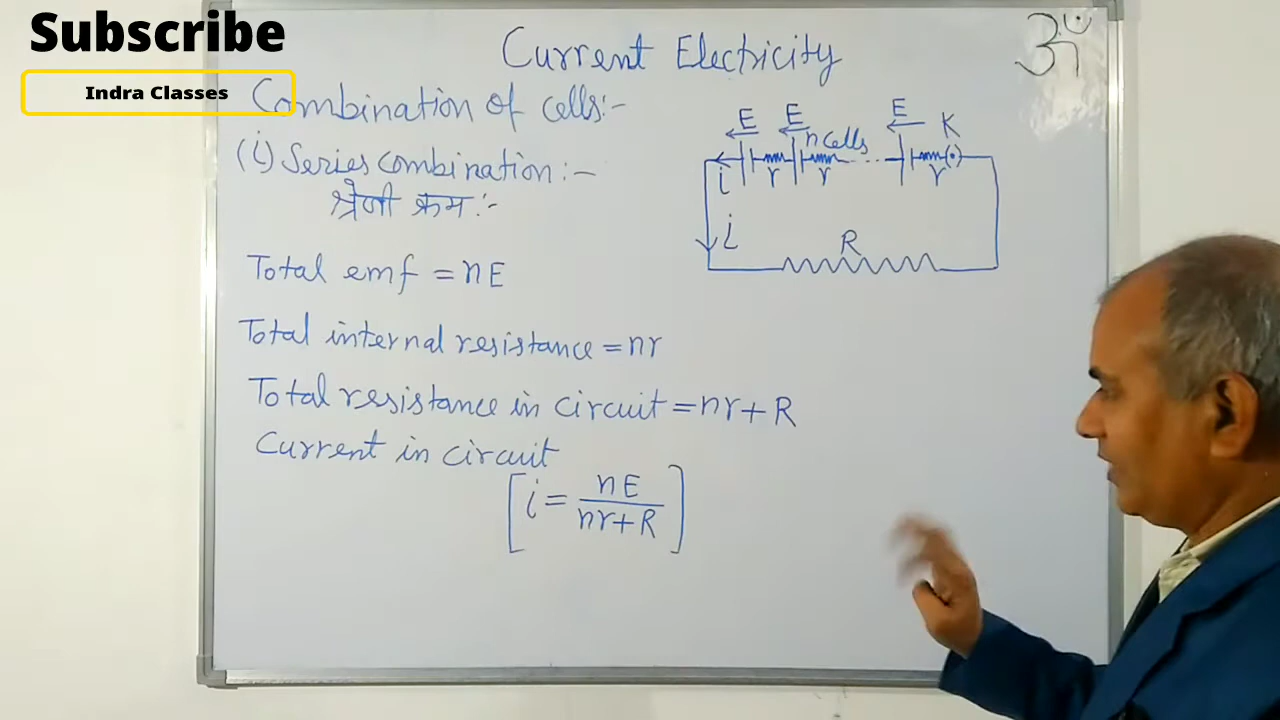 Subscribe
Indra Classes
Current Electricity
ॐ
Combination of cells:-
(i) Series combination:-
श्रेणी क्रम:-
E E E K
n cells
i r r r
i
R
Total emf = nE
Total internal resistance = nr
Total resistance in circuit = nr + R
Current in circuit
[i = nE / nr + R]